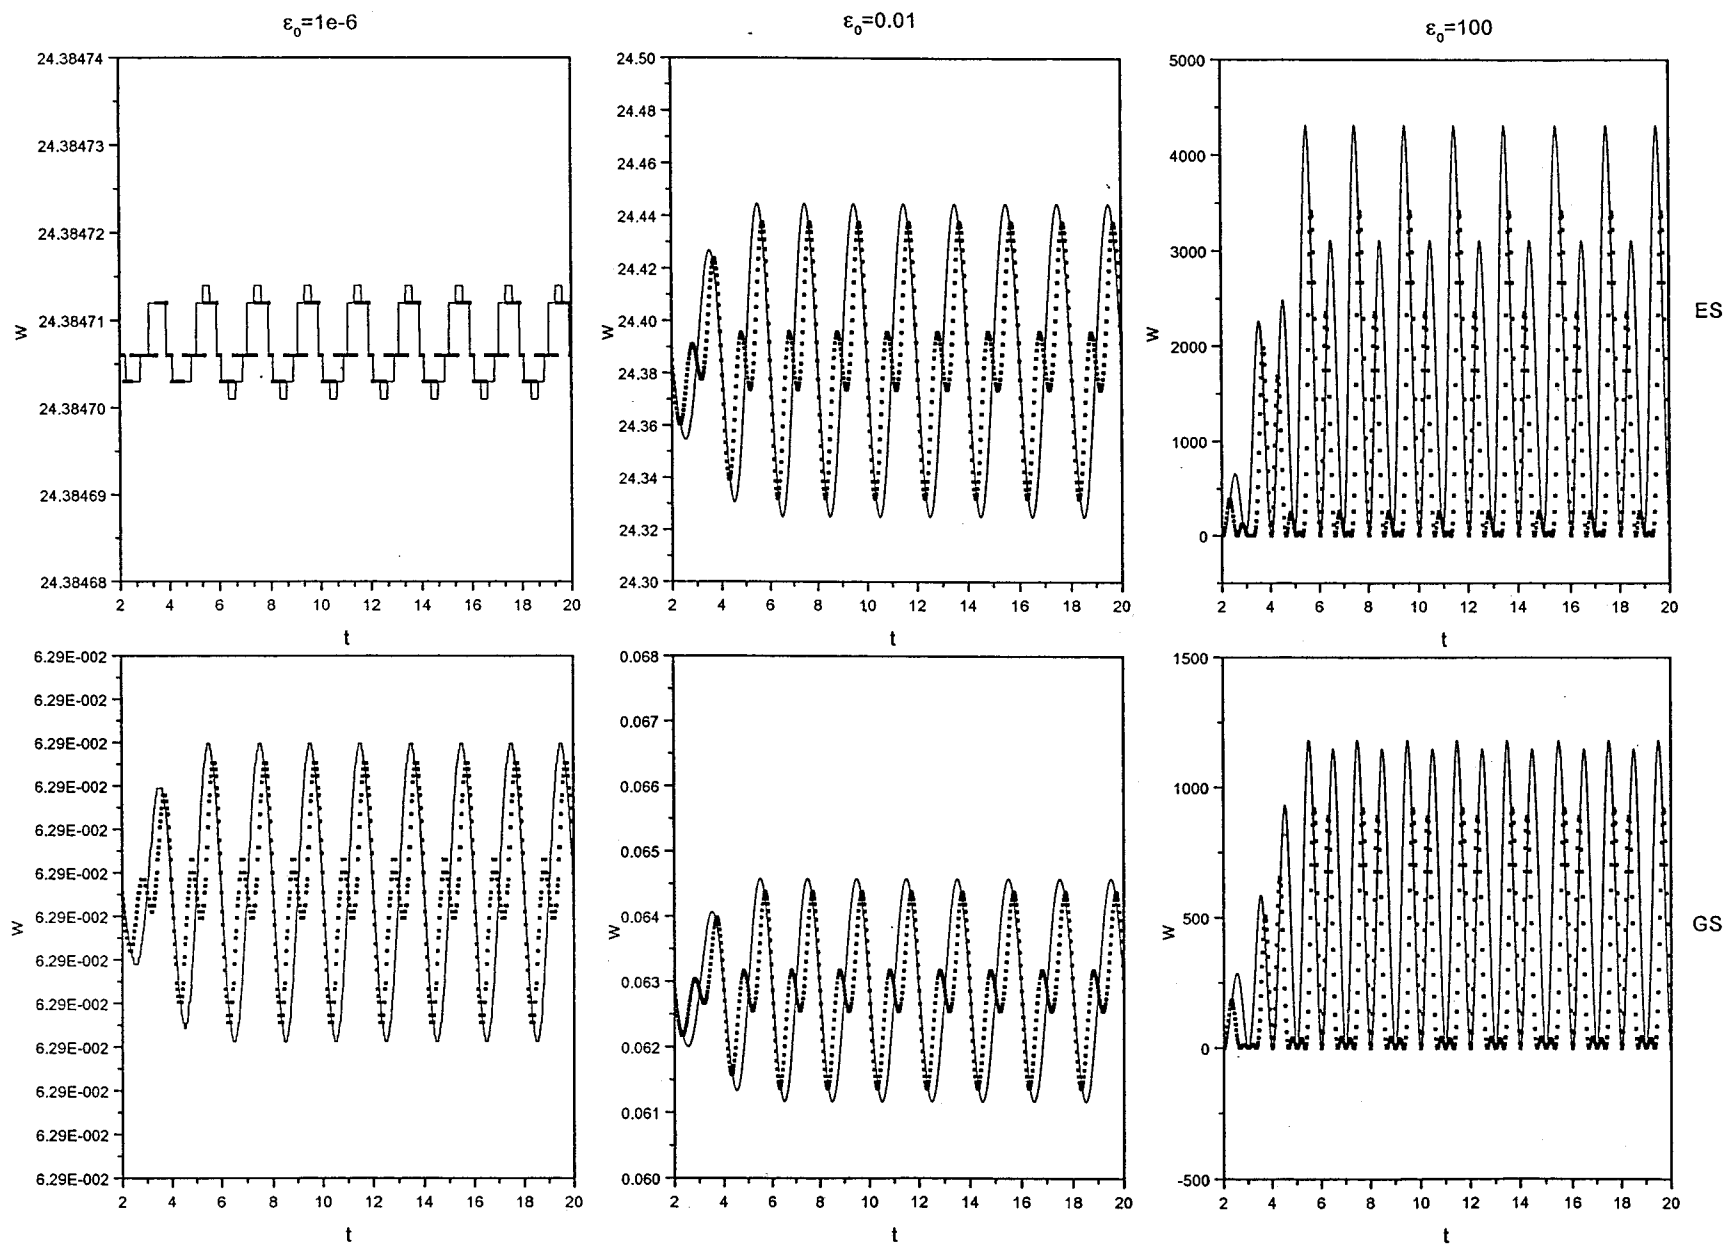 ε0=1e-6
ε0=0.01
ε0=100
24.38474
24.38473
24.38472
24.38471
24.38470
24.38469
24.38468
w
2 4 6 8 10 12 14 16 18 20
t
24.50
24.48
24.46
24.44
24.42
24.40
24.38
24.36
24.34
24.32
24.30
w
2 4 6 8 10 12 14 16 18 20
t
5000
4000
3000
2000
1000
0
w
2 4 6 8 10 12 14 16 18 20
t
ES
6.29E-002
6.29E-002
6.29E-002
6.29E-002
6.29E-002
6.29E-002
6.29E-002
6.29E-002
6.29E-002
6.29E-002
6.29E-002
6.29E-002
6.29E-002
w
2 4 6 8 10 12 14 16 18 20
t
0.068
0.067
0.066
0.065
0.064
0.063
0.062
0.061
0.060
w
2 4 6 8 10 12 14 16 18 20
t
1500
1000
500
0
-500
w
2 4 6 8 10 12 14 16 18 20
t
GS